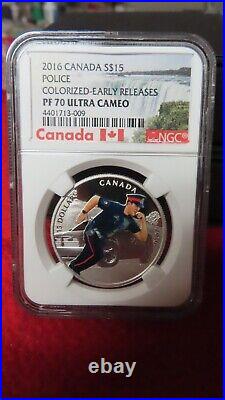 2016 CANADA S$15
POLICE
COLORIZED-EARLY RELEASES
PF 70 ULTRA CAMEO
4401713-009
Canada
NGC
CANADA
15 DOLLARS